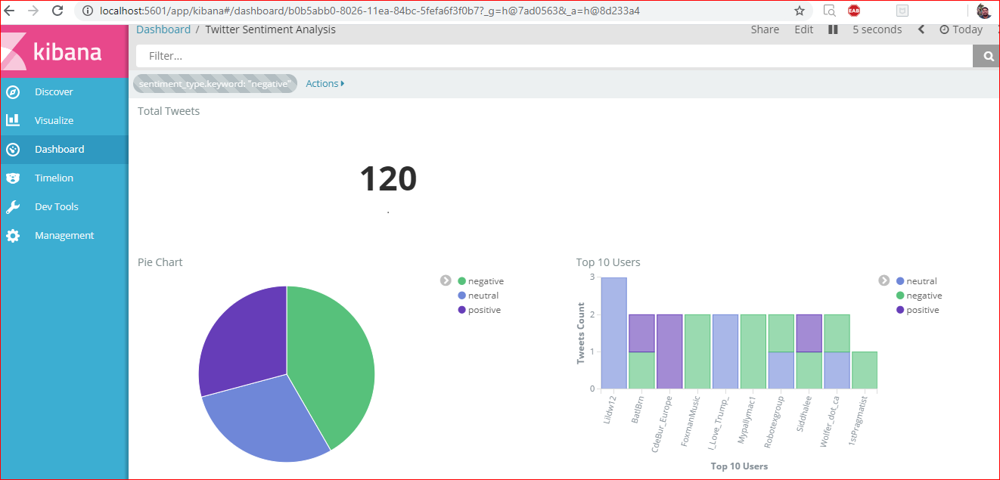 localhost:5601/app/kibana#/dashboard/b0b5abb0-8026-11ea-84bc-5fefa6f3f0b7?_g=h@7ad0563&_a=h@8d233a4
EAB
Dashboard / Twitter Sentiment Analysis
Share Edit 5 seconds Today
kibana
Filter...
sentiment_type.keyword: "negative"
Actions
Discover
Visualize
Dashboard
Timelion
Dev Tools
Management
Total Tweets
120
.
Pie Chart
negative
neutral
positive
Top 10 Users
neutral
negative
positive
3
2
1
0
Tweets Count
Lildw12
BatlBrn
CdeBur_Europe
FoxmanMusic
I_Love_Trump_
Mypallymac1
Robotexgroup
Siddhalee
Wolfer_dot_ca
1stPragmatist
Top 10 Users